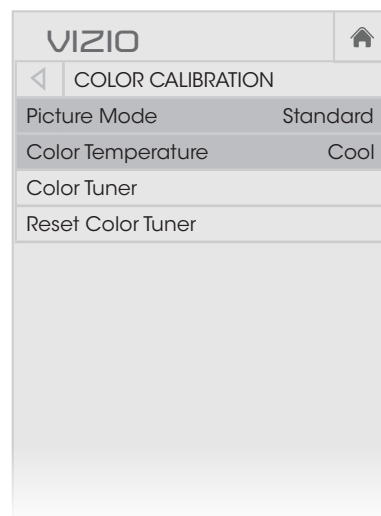 VIZIO
COLOR CALIBRATION
Picture Mode Standard
Color Temperature Cool
Color Tuner
Reset Color Tuner